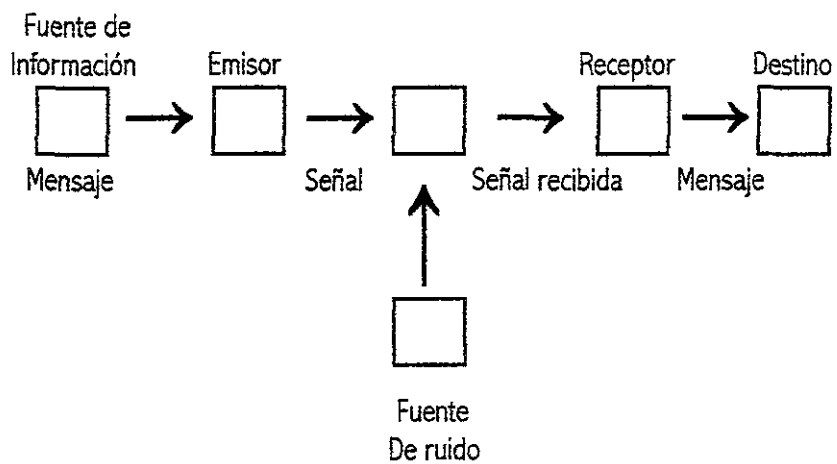 Fuente de
Información
Emisor
Receptor
Destino
Mensaje
Señal
Señal recibida
Mensaje
Fuente
De ruido